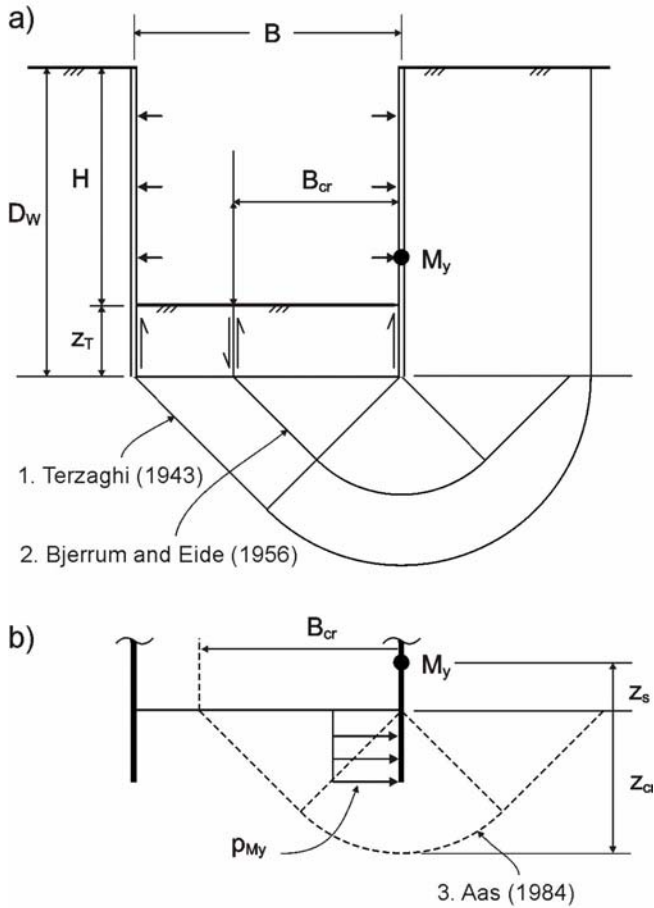 a)
B
H
B_cr
D_W
M_y
z_T
1. Terzaghi (1943)
2. Bjerrum and Eide (1956)
b)
B_cr
M_y
z_s
z_cr
p_My
3. Aas (1984)